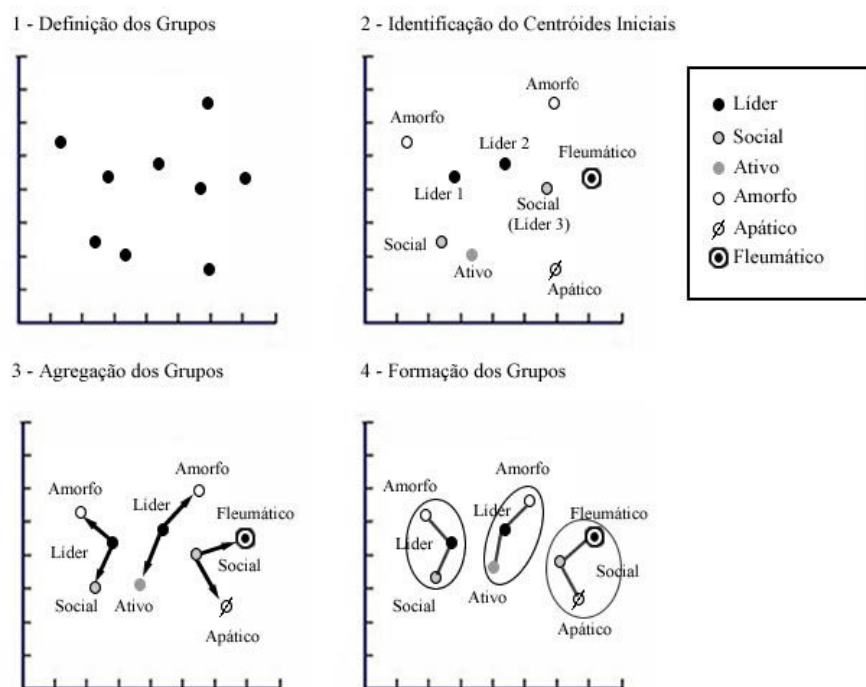 1 - Definição dos Grupos
2 - Identificação do Centróides Iniciais
Amorfo
Amorfo
Líder 2
Fleumático
Líder 1
Social
(Líder 3)
Social
Ativo
Apático
Líder
Social
Ativo
Amorfo
Apático
Fleumático
3 - Agregação dos Grupos
4 - Formação dos Grupos
Amorfo
Amorfo
Líder
Fleumático
Líder
Social
Social
Ativo
Apático
Amorfo
Amorfo
Líder
Fleumático
Líder
Social
Ativo
Social
Apático